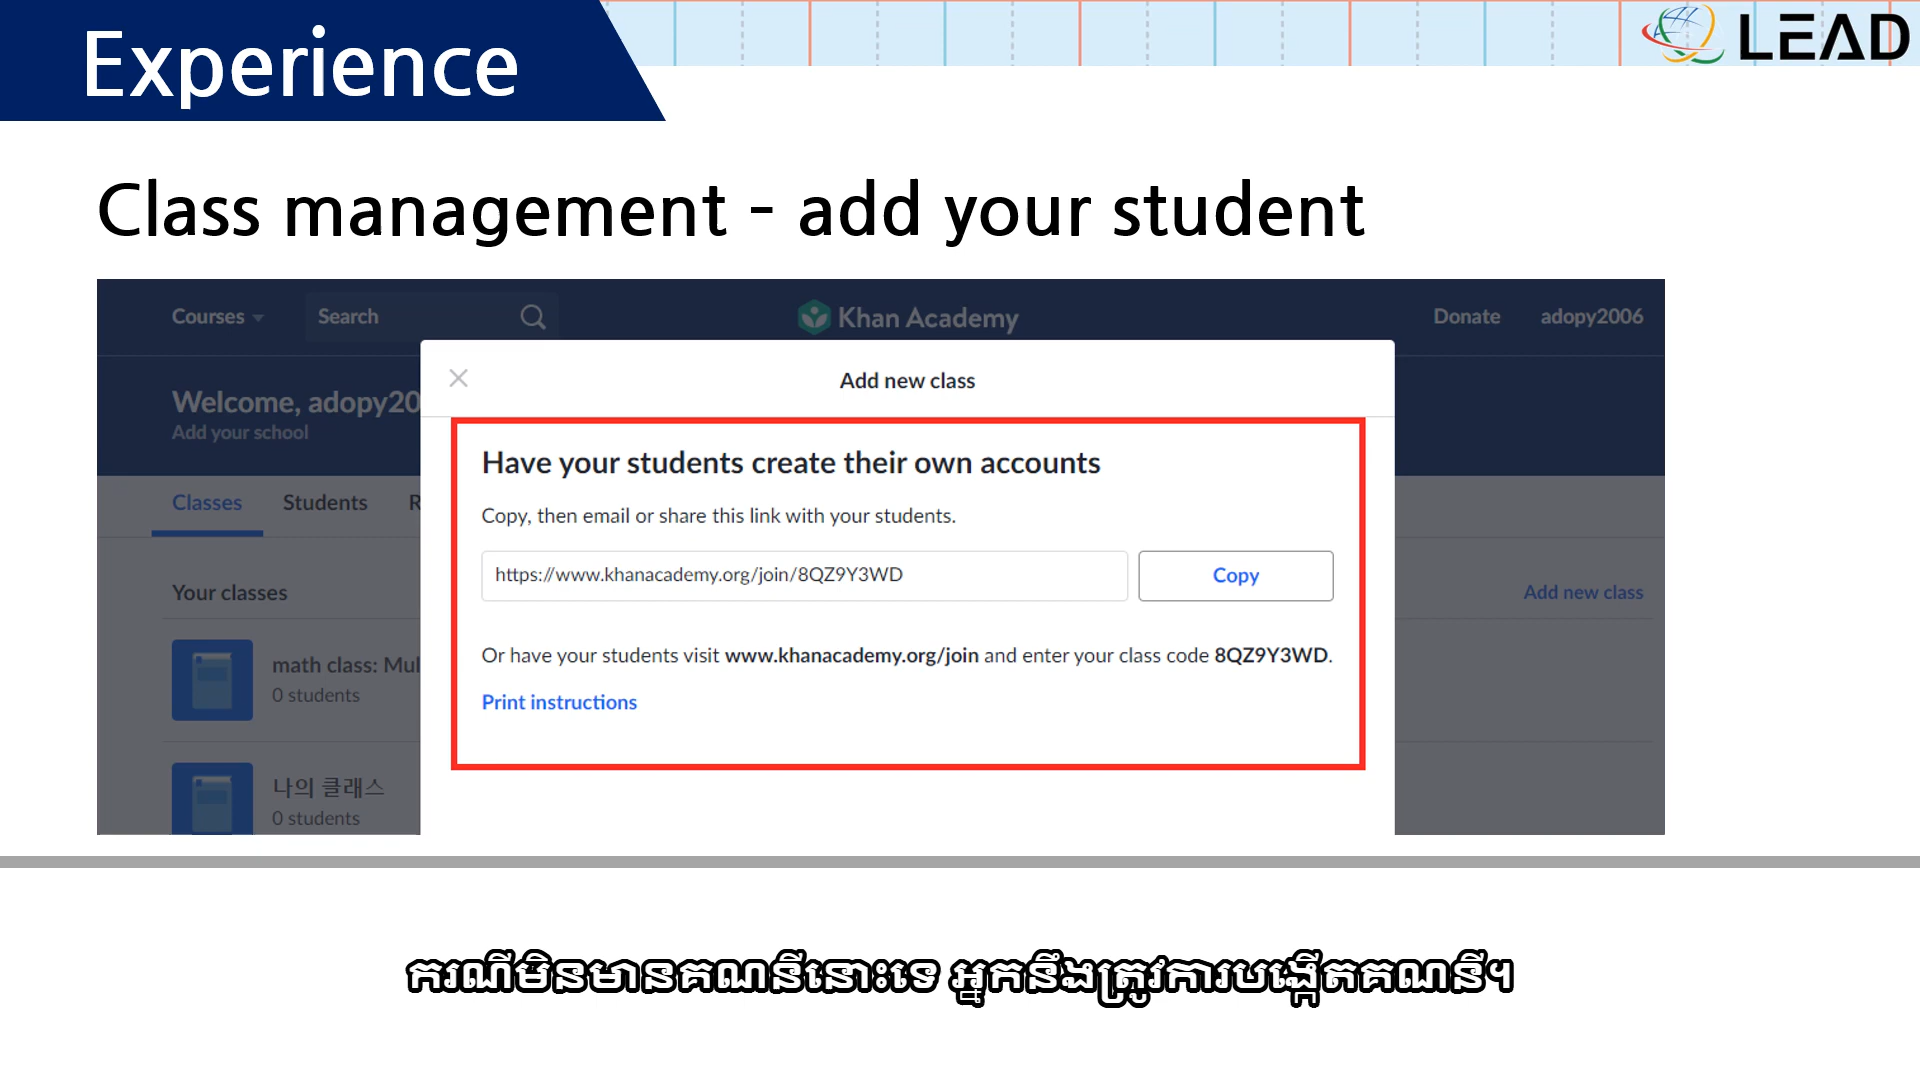 Experience
LEAD
Class management - add your student
Courses
Search
Khan Academy
Donate
adopy2006
Add new class
Welcome, adopy20
Add your school
Have your students create their own accounts
Copy, then email or share this link with your students.
Classes
Students
R
https://www.khanacademy.org/join/8QZ9Y3WD
Copy
Your classes
Add new class
Or have your students visit www.khanacademy.org/join and enter your class code 8QZ9Y3WD.
math class: Mul
0 students
Print instructions
나의 클래스
0 students
ករណីមិនមានគណនីនោះទេ អ្នកនឹងត្រូវការបង្កើតគណនី។